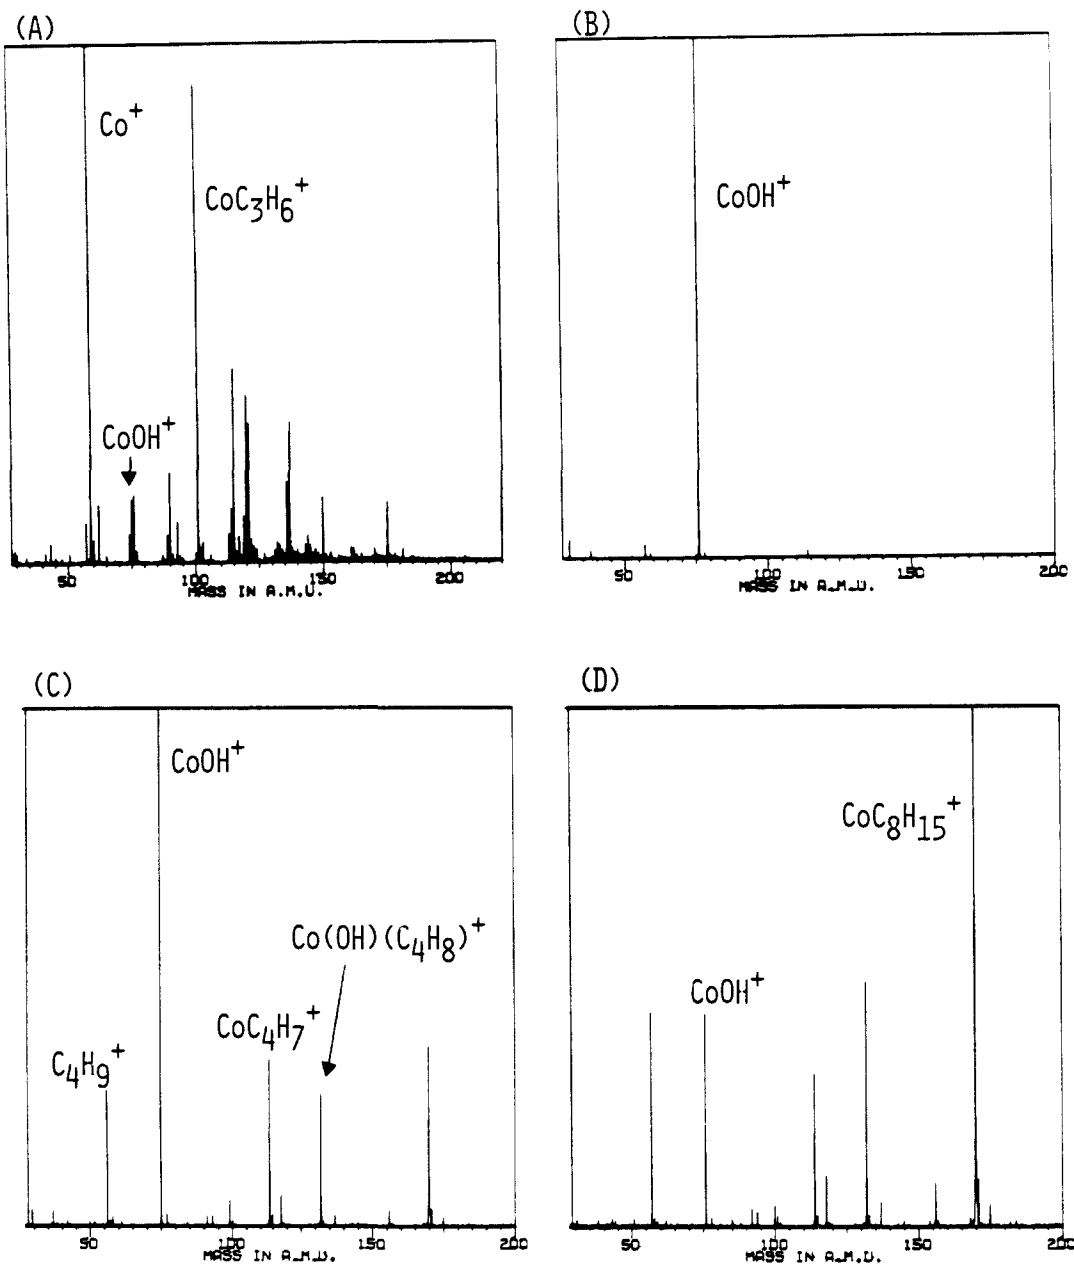 (A)
Co+
CoC3H6+
CoOH+
50 100 150 200
MASS IN A.M.U.
(B)
CoOH+
50 100 150 200
MASS IN A.M.U.
(C)
CoOH+
Co(OH)(C4H8)+
CoC4H7+
C4H9+
50 100 150 200
MASS IN A.M.U.
(D)
CoC8H15+
CoOH+
50 100 150 200
MASS IN A.M.U.